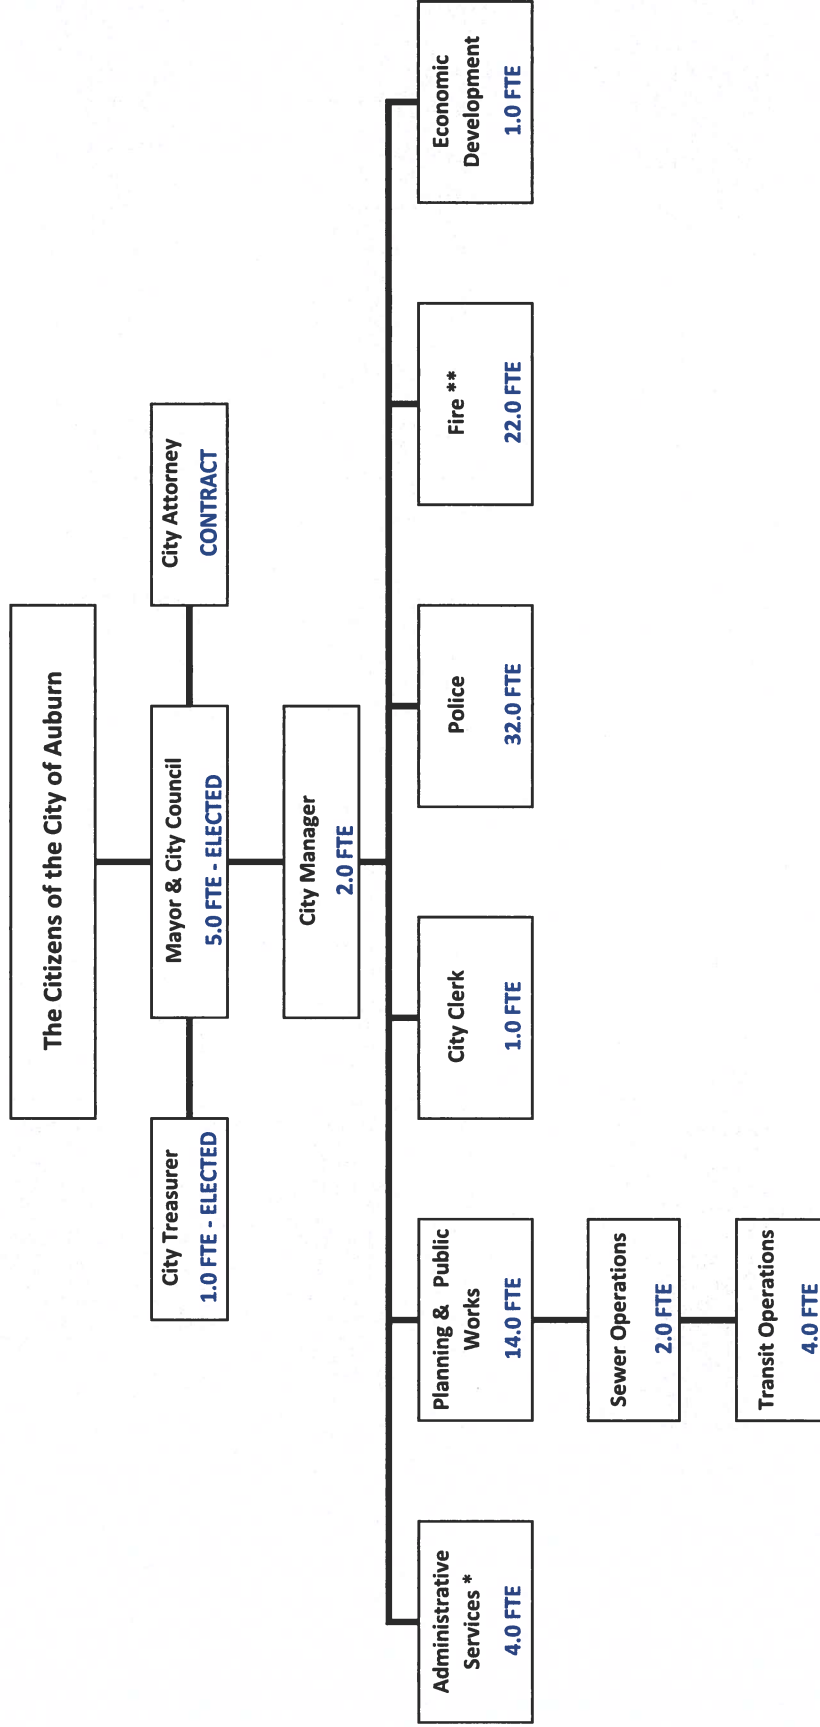 The Citizens of the City of Auburn
City Treasurer
1.0 FTE - ELECTED
Mayor & City Council
5.0 FTE - ELECTED
City Attorney
CONTRACT
City Manager
2.0 FTE
Administrative
Services *
4.0 FTE
Planning & Public
Works
14.0 FTE
City Clerk
1.0 FTE
Police
32.0 FTE
Fire **
22.0 FTE
Economic
Development
1.0 FTE
Sewer Operations
2.0 FTE
Transit Operations
4.0 FTE